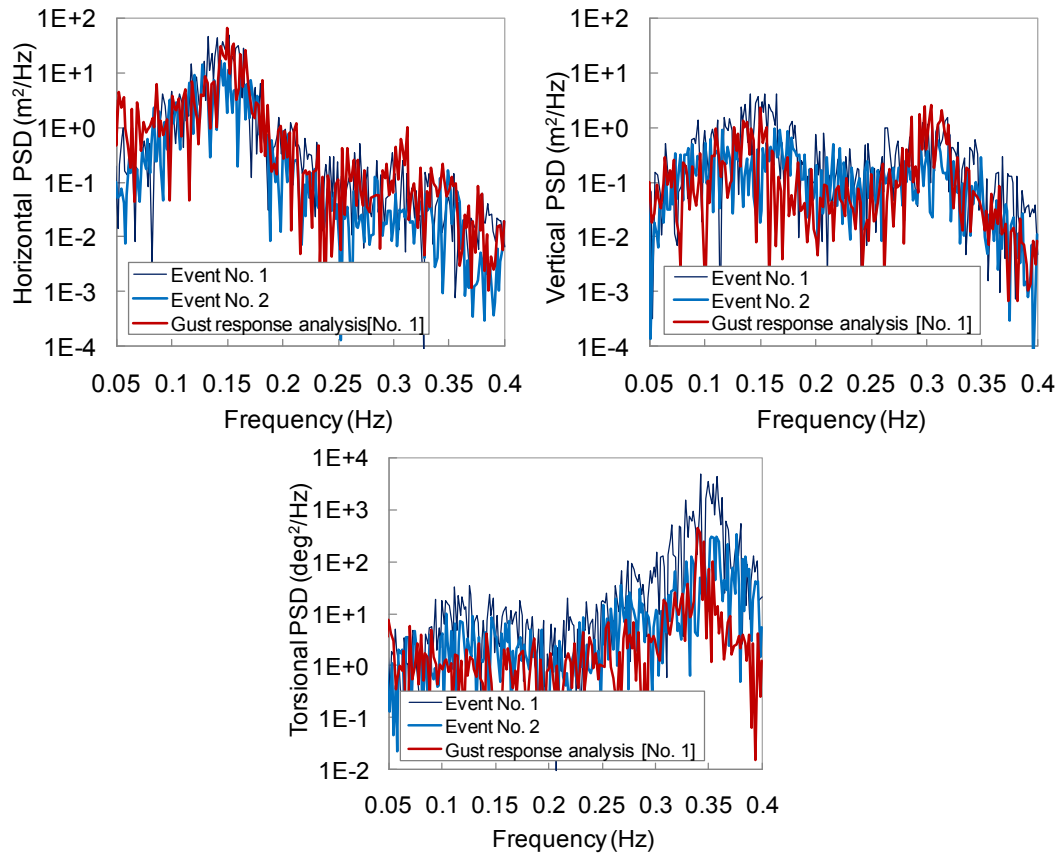 Horizontal PSD (m²/Hz)
1E+2
1E+1
1E+0
1E-1
1E-2
1E-3
1E-4
Event No. 1
Event No. 2
Gust response analysis[No. 1]
0.05 0.1 0.15 0.2 0.25 0.3 0.35 0.4
Frequency (Hz)
Vertical PSD (m²/Hz)
1E+2
1E+1
1E+0
1E-1
1E-2
1E-3
1E-4
Event No. 1
Event No. 2
Gust response analysis [No. 1]
0.05 0.1 0.15 0.2 0.25 0.3 0.35 0.4
Frequency (Hz)
Torsional PSD (deg²/Hz)
1E+4
1E+3
1E+2
1E+1
1E+0
1E-1
1E-2
Event No. 1
Event No. 2
Gust response analysis [No. 1]
0.05 0.1 0.15 0.2 0.25 0.3 0.35 0.4
Frequency (Hz)